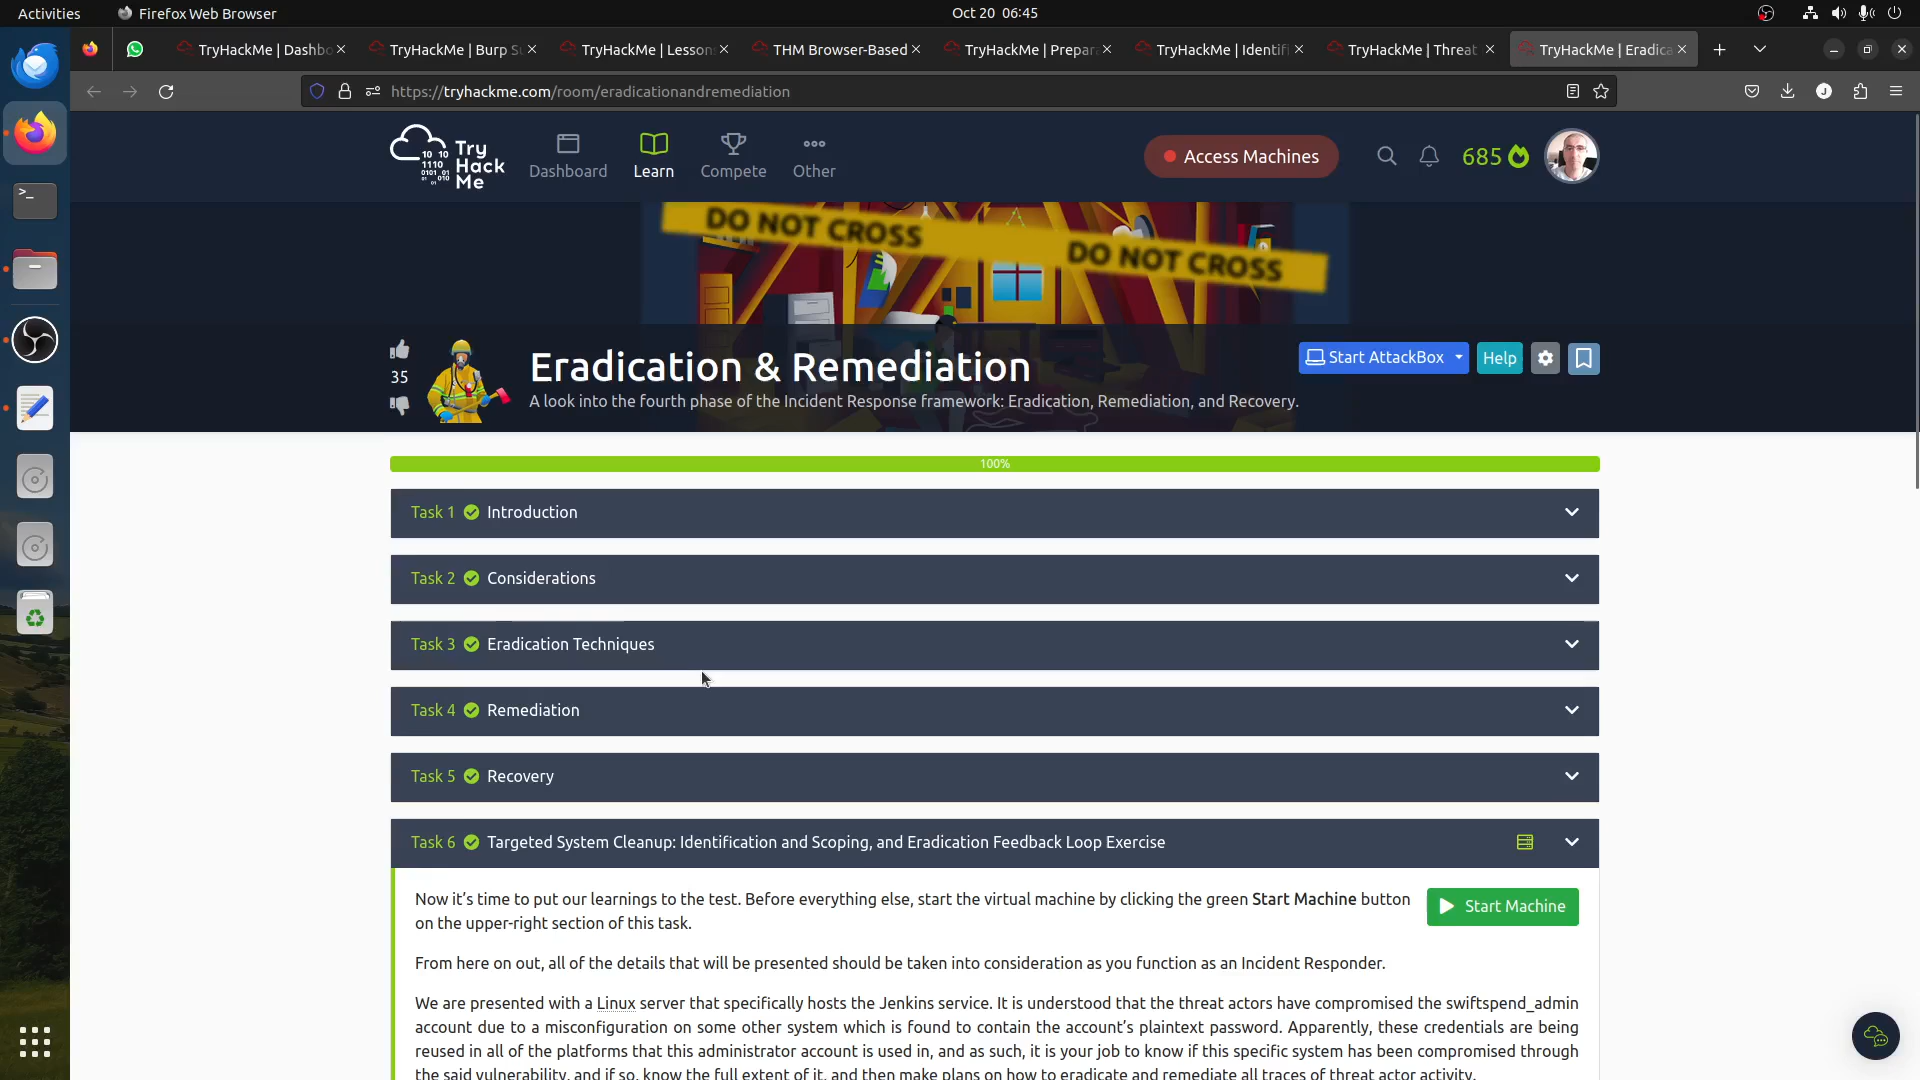 Activities
Firefox Web Browser
Oct 20 06:45
TryHackMe | Dashbo
TryHackMe | Burp Su
TryHackMe | Lesson
THM Browser-Based
TryHackMe | Prepar
TryHackMe | Identifi
TryHackMe | Threat
TryHackMe | Eradica
https://tryhackme.com/room/eradicationandremediation
J
10 10
1110
0101 01
010
01
Try
Hack
Me
Dashboard
Learn
Compete
Other
Access Machines
685
DO NOT CROSS
DO NOT CROSS
35
Eradication & Remediation
A look into the fourth phase of the Incident Response framework: Eradication, Remediation, and Recovery.
Start AttackBox
Help
100%
Task 1 Introduction
Task 2 Considerations
Task 3 Eradication Techniques
Task 4 Remediation
Task 5 Recovery
Task 6 Targeted System Cleanup: Identification and Scoping, and Eradication Feedback Loop Exercise
Now it’s time to put our learnings to the test. Before everything else, start the virtual machine by clicking the green Start Machine button
on the upper-right section of this task.
Start Machine
From here on out, all of the details that will be presented should be taken into consideration as you function as an Incident Responder.
We are presented with a Linux server that specifically hosts the Jenkins service. It is understood that the threat actors have compromised the swiftspend_admin
account due to a misconfiguration on some other system which is found to contain the account’s plaintext password. Apparently, these credentials are being
reused in all of the platforms that this administrator account is used in, and as such, it is your job to know if this specific system has been compromised through
the said vulnerability, and if so, know the full extent of it, and then make plans on how to eradicate and remediate all traces of threat actor activity.